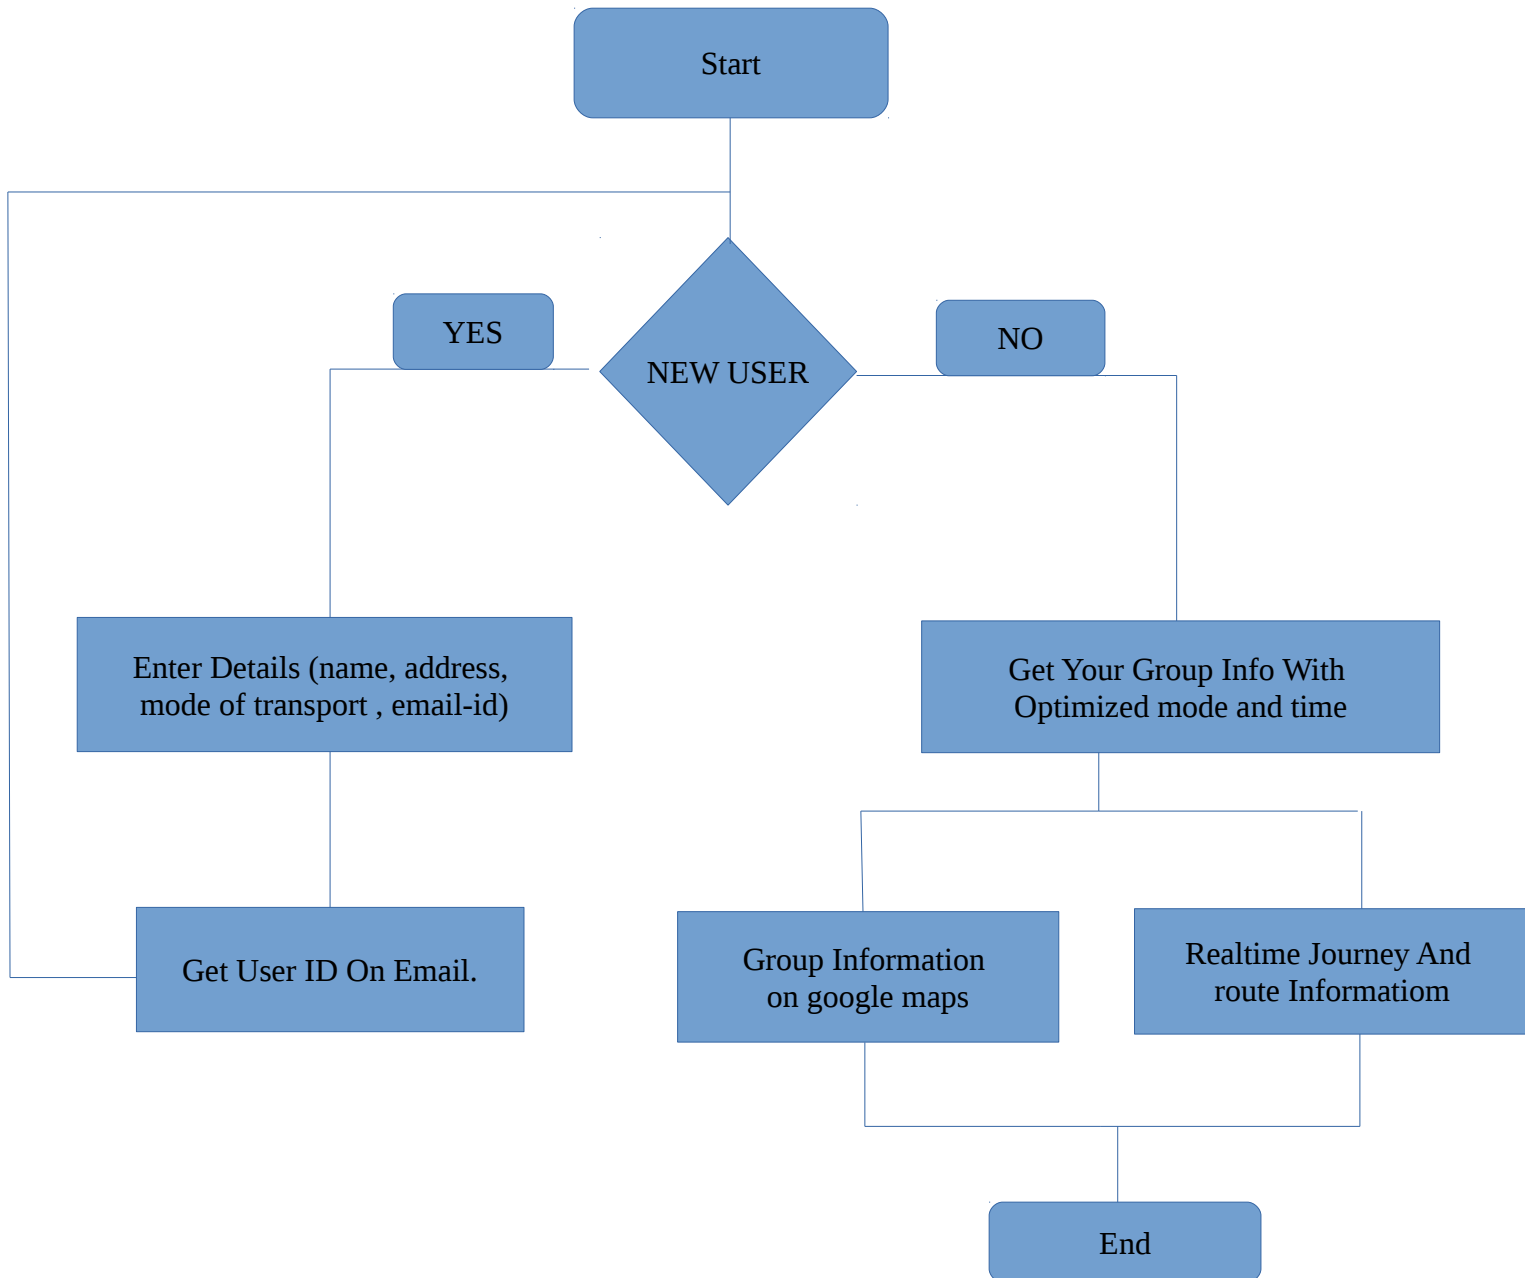 Start
YES
NO
NEW USER
Enter Details (name, address,
mode of transport , email-id)
Get Your Group Info With
Optimized mode and time
Get User ID On Email.
Group Information
on google maps
Realtime Journey And
route Informatiom
End